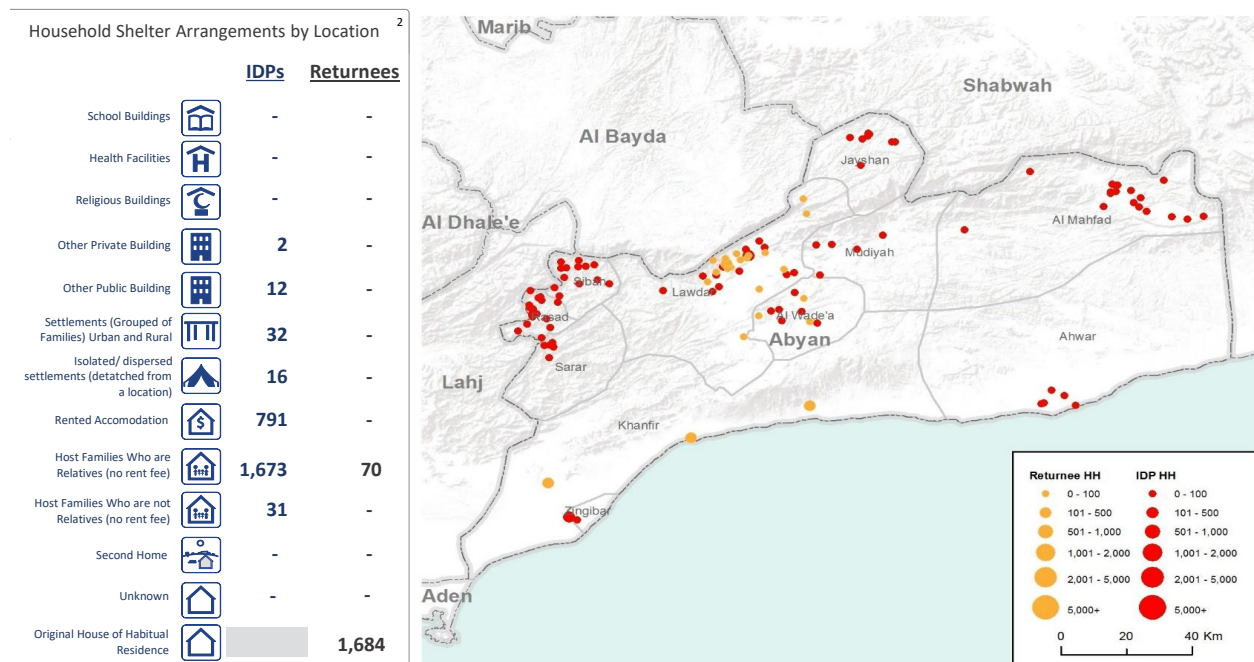 Household Shelter Arrangements by Location 2
IDPs Returnees
School Buildings - -
Health Facilities - -
Religious Buildings - -
Other Private Building 2 -
Other Public Building 12 -
Settlements (Grouped of
Families) Urban and Rural 32 -
Isolated/ dispersed
settlements (detatched from
a location) 16 -
Rented Accomodation 791 -
Host Families Who are
Relatives (no rent fee) 1,673 70
Host Families Who are not
Relatives (no rent fee) 31 -
Second Home - -
Unknown - -
Original House of Habitual
Residence 1,684
Marib
Shabwah
Al Bayda
Jayshan
Al Dhale'e
Al Mahfad
Mudiyah
Sibah
Lawdar
Rasad
Al Wade'a
Abyan
Ahwar
Sarar
Lahj
Khanfir
Zingibar
Aden
Returnee HH IDP HH
0 - 100 0 - 100
101 - 500 101 - 500
501 - 1,000 501 - 1,000
1,001 - 2,000 1,001 - 2,000
2,001 - 5,000 2,001 - 5,000
5,000+ 5,000+
0 20 40 Km